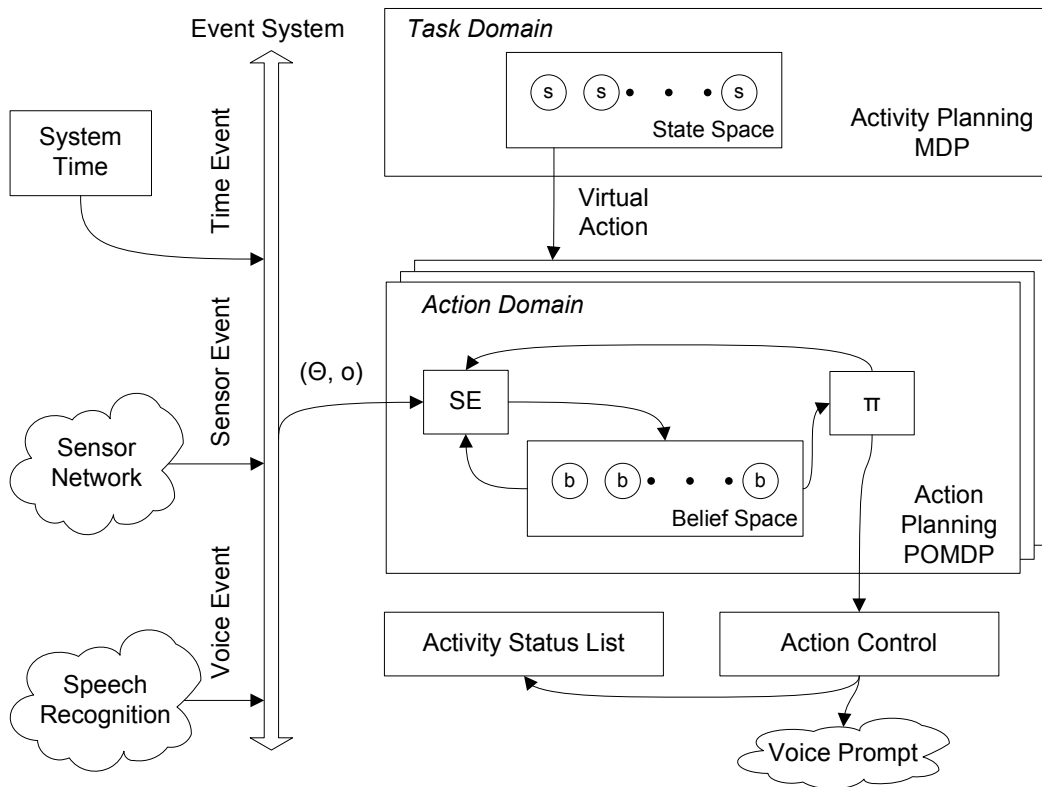 Event System
System
Time
Time Event
Sensor Event
Sensor
Network
Voice Event
Speech
Recognition
Task Domain
s s • • • s
State Space
Activity Planning
MDP
Virtual
Action
Action Domain
(Θ, o)
SE
π
b b • • • b
Belief Space
Action
Planning
POMDP
Activity Status List
Action Control
Voice Prompt